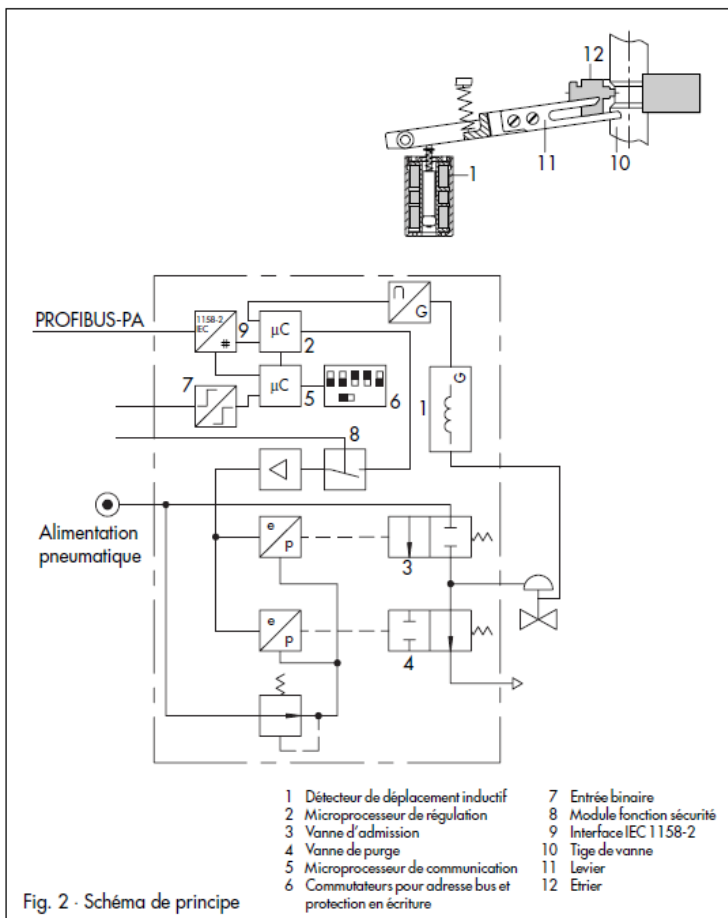 12
11
10
1
PROFIBUS-PA
1158-2
IEC
#
9
µC
2
G
7
µC
5
6
1
G
8
Alimentation
pneumatique
e
p
3
e
p
4
1 Détecteur de déplacement inductif
2 Microprocesseur de régulation
3 Vanne d'admission
4 Vanne de purge
5 Microprocesseur de communication
6 Commutateurs pour adresse bus et
protection en écriture
7 Entrée binaire
8 Module fonction sécurité
9 Interface IEC 1158-2
10 Tige de vanne
11 Levier
12 Etrier
Fig. 2 · Schéma de principe